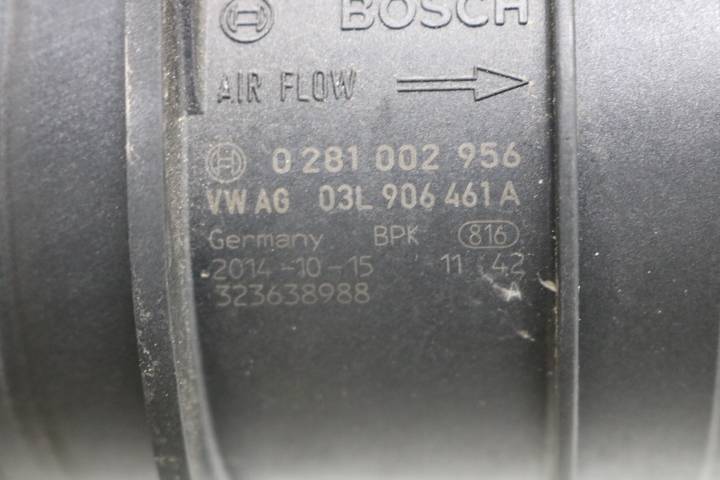 BOSCH
AIR FLOW
0 281 002 956
VW AG 03L 906 461 A
Germany BPK 816
2014-10-15 11 42
323638988 A